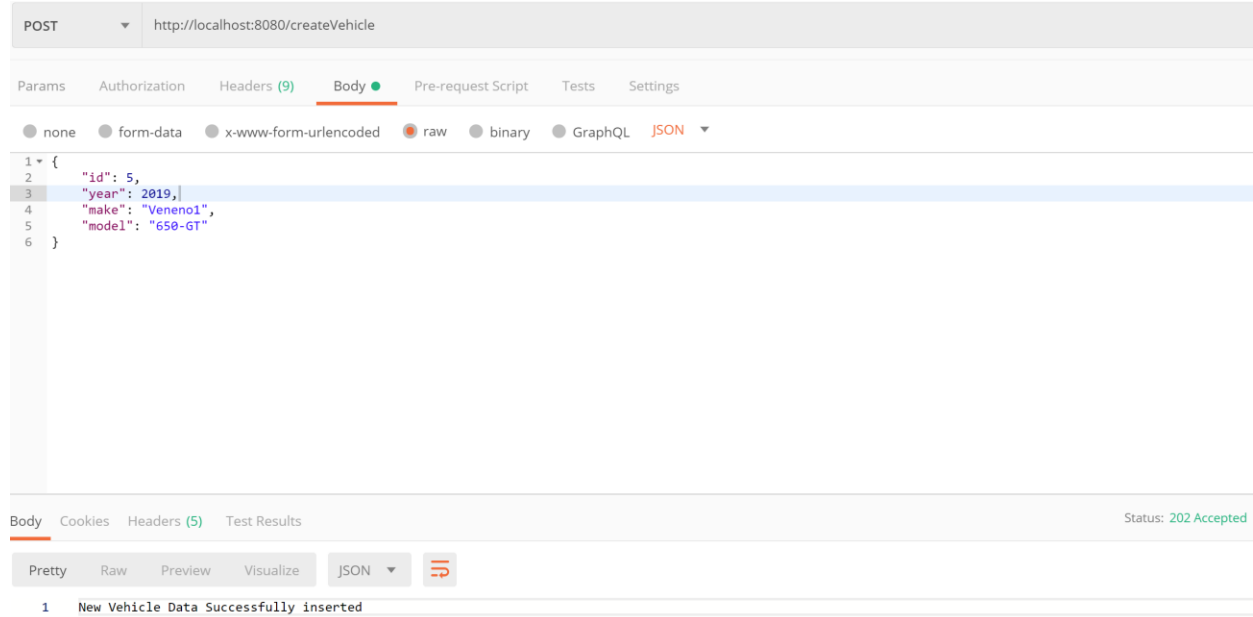 POST http://localhost:8080/createVehicle
Params Authorization Headers (9) Body Pre-request Script Tests Settings
none form-data x-www-form-urlencoded raw binary GraphQL JSON
1 {
2 "id": 5,
3 "year": 2019,
4 "make": "Veneno1",
5 "model": "650-GT"
6 }
Body Cookies Headers (5) Test Results Status: 202 Accepted
Pretty Raw Preview Visualize JSON
1 New Vehicle Data Successfully inserted